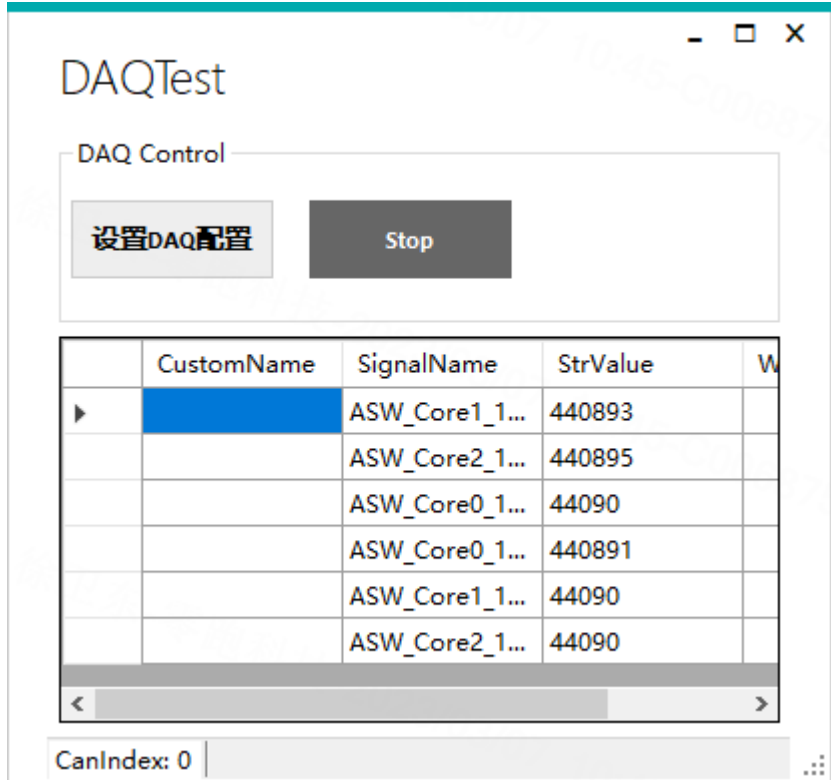 DAQTest
DAQ Control
设置DAQ配置 Stop
CustomName SignalName StrValue W
ASW_Core1_1... 440893
ASW_Core2_1... 440895
ASW_Core0_1... 44090
ASW_Core0_1... 440891
ASW_Core1_1... 44090
ASW_Core2_1... 44090
CanIndex: 0